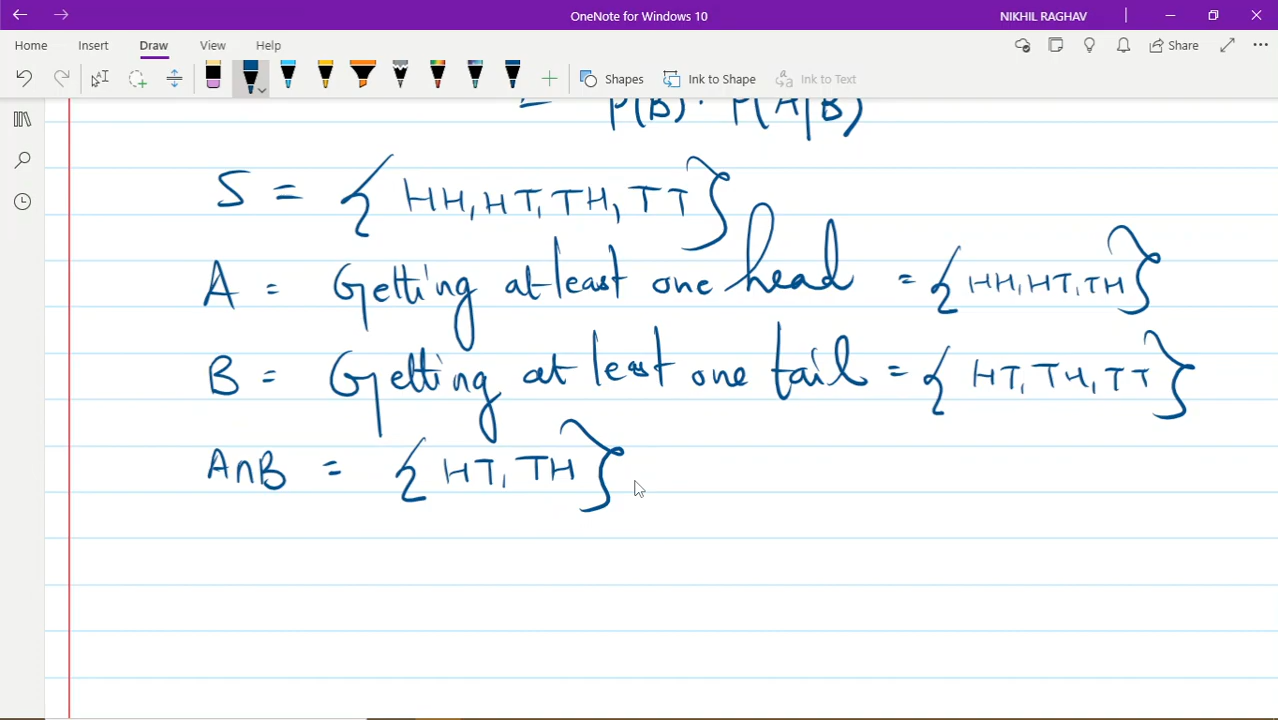 OneNote for Windows 10
NIKHIL RAGHAV
Home Insert Draw View Help
Share
Shapes Ink to Shape Ink to Text
= P(B) · P(A|B)
S = { HH, HT, TH, TT }
A = Getting at least one head = { HH, HT, TH }
B = Getting at least one tail = { HT, TH, TT }
A∩B = { HT, TH }